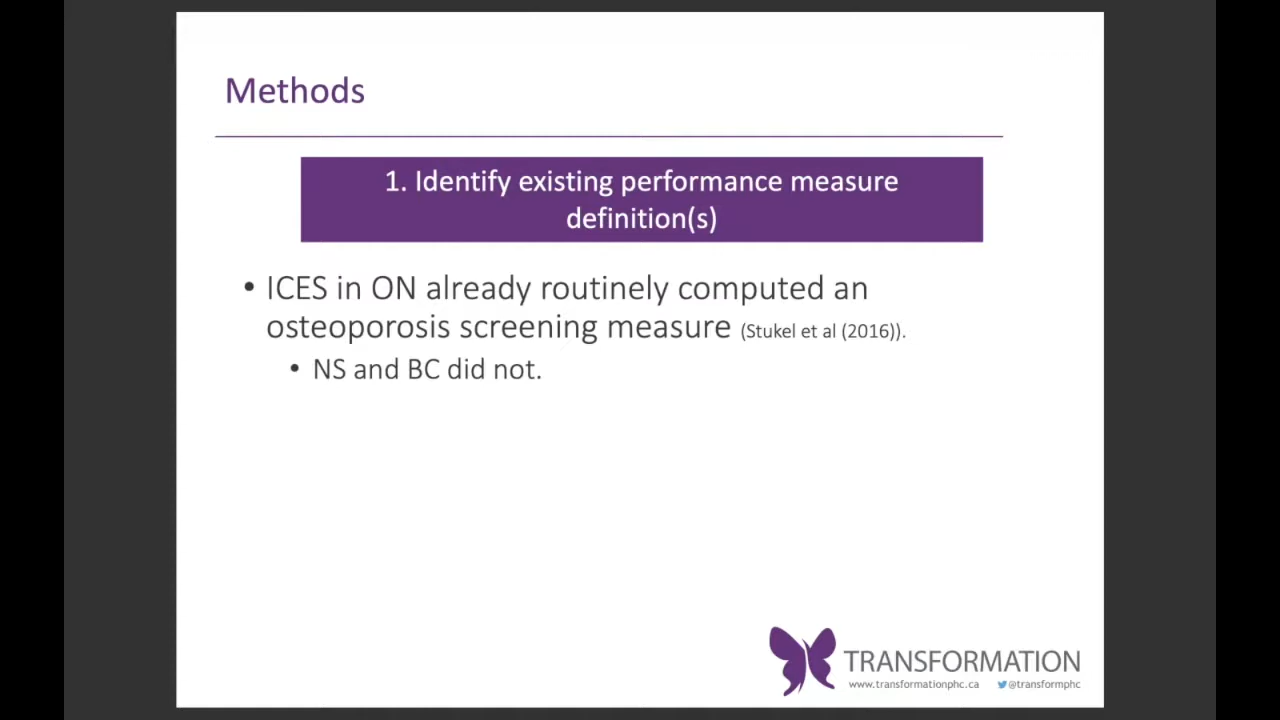 Methods
1. Identify existing performance measure
definition(s)
• ICES in ON already routinely computed an
osteoporosis screening measure (Stukel et al (2016)).
• NS and BC did not.
TRANSFORMATION
www.transformationphc.ca @transformphc